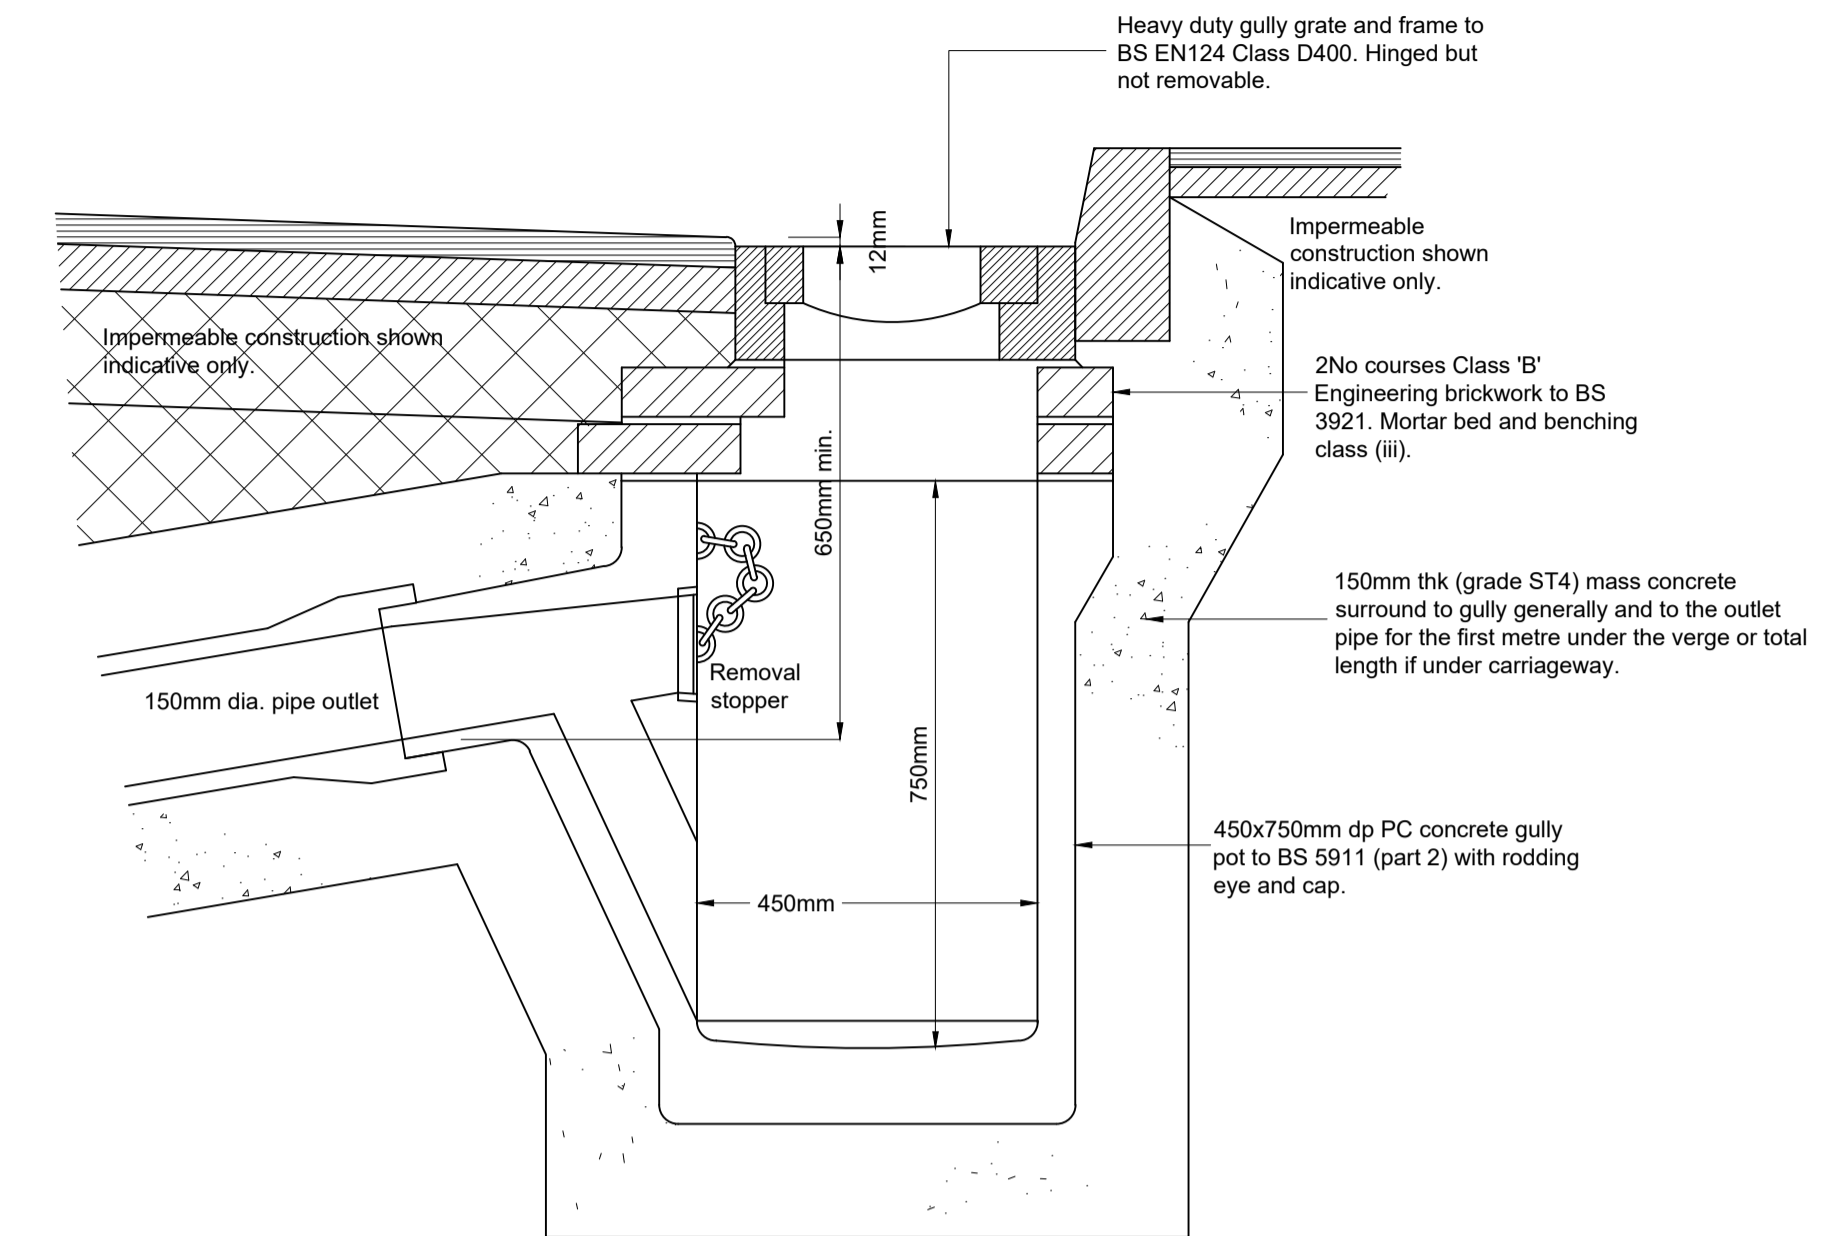 Heavy duty gully grate and frame to
BS EN124 Class D400. Hinged but
not removable.
12mm
Impermeable
construction shown
indicative only.
Impermeable construction shown
indicative only.
2No courses Class 'B'
Engineering brickwork to BS
3921. Mortar bed and benching
class (iii).
650mm min.
150mm thk (grade ST4) mass concrete
surround to gully generally and to the outlet
pipe for the first metre under the verge or total
length if under carriageway.
Removal
stopper
150mm dia. pipe outlet
750mm
450x750mm dp PC concrete gully
pot to BS 5911 (part 2) with rodding
eye and cap.
450mm